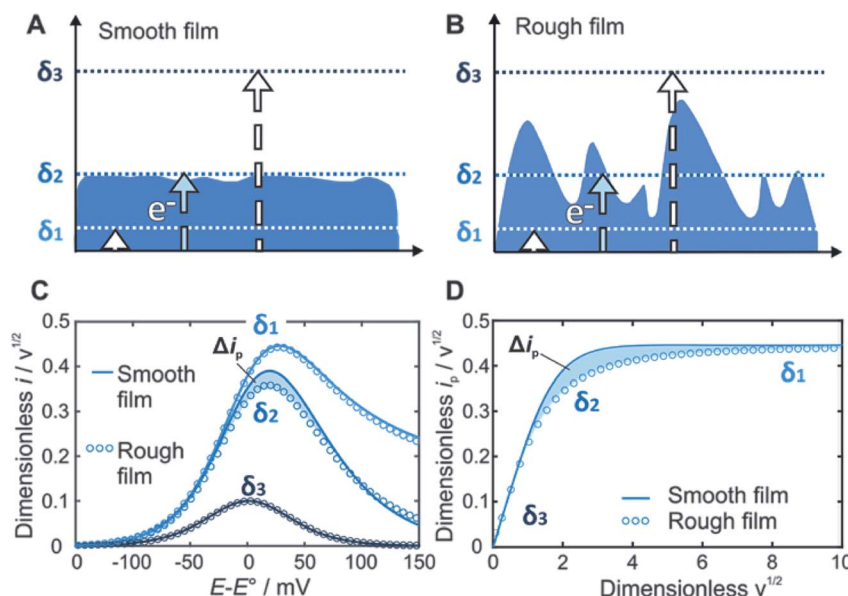 A
Smooth film
δ3
δ2
e-
δ1
B
Rough film
δ3
δ2
e-
δ1
C
Dimensionless i / v1/2
0.5
0.4
0.3
0.2
0.1
0
δ1
Δip
δ2
δ3
Smooth
film
Rough
film
-100 -50 0 50 100 150
E-E° / mV
D
Dimensionless ip / v1/2
0.5
0.4
0.3
0.2
0.1
0
Δip
δ1
δ2
δ3
Smooth film
Rough film
0 2 4 6 8 10
Dimensionless v1/2